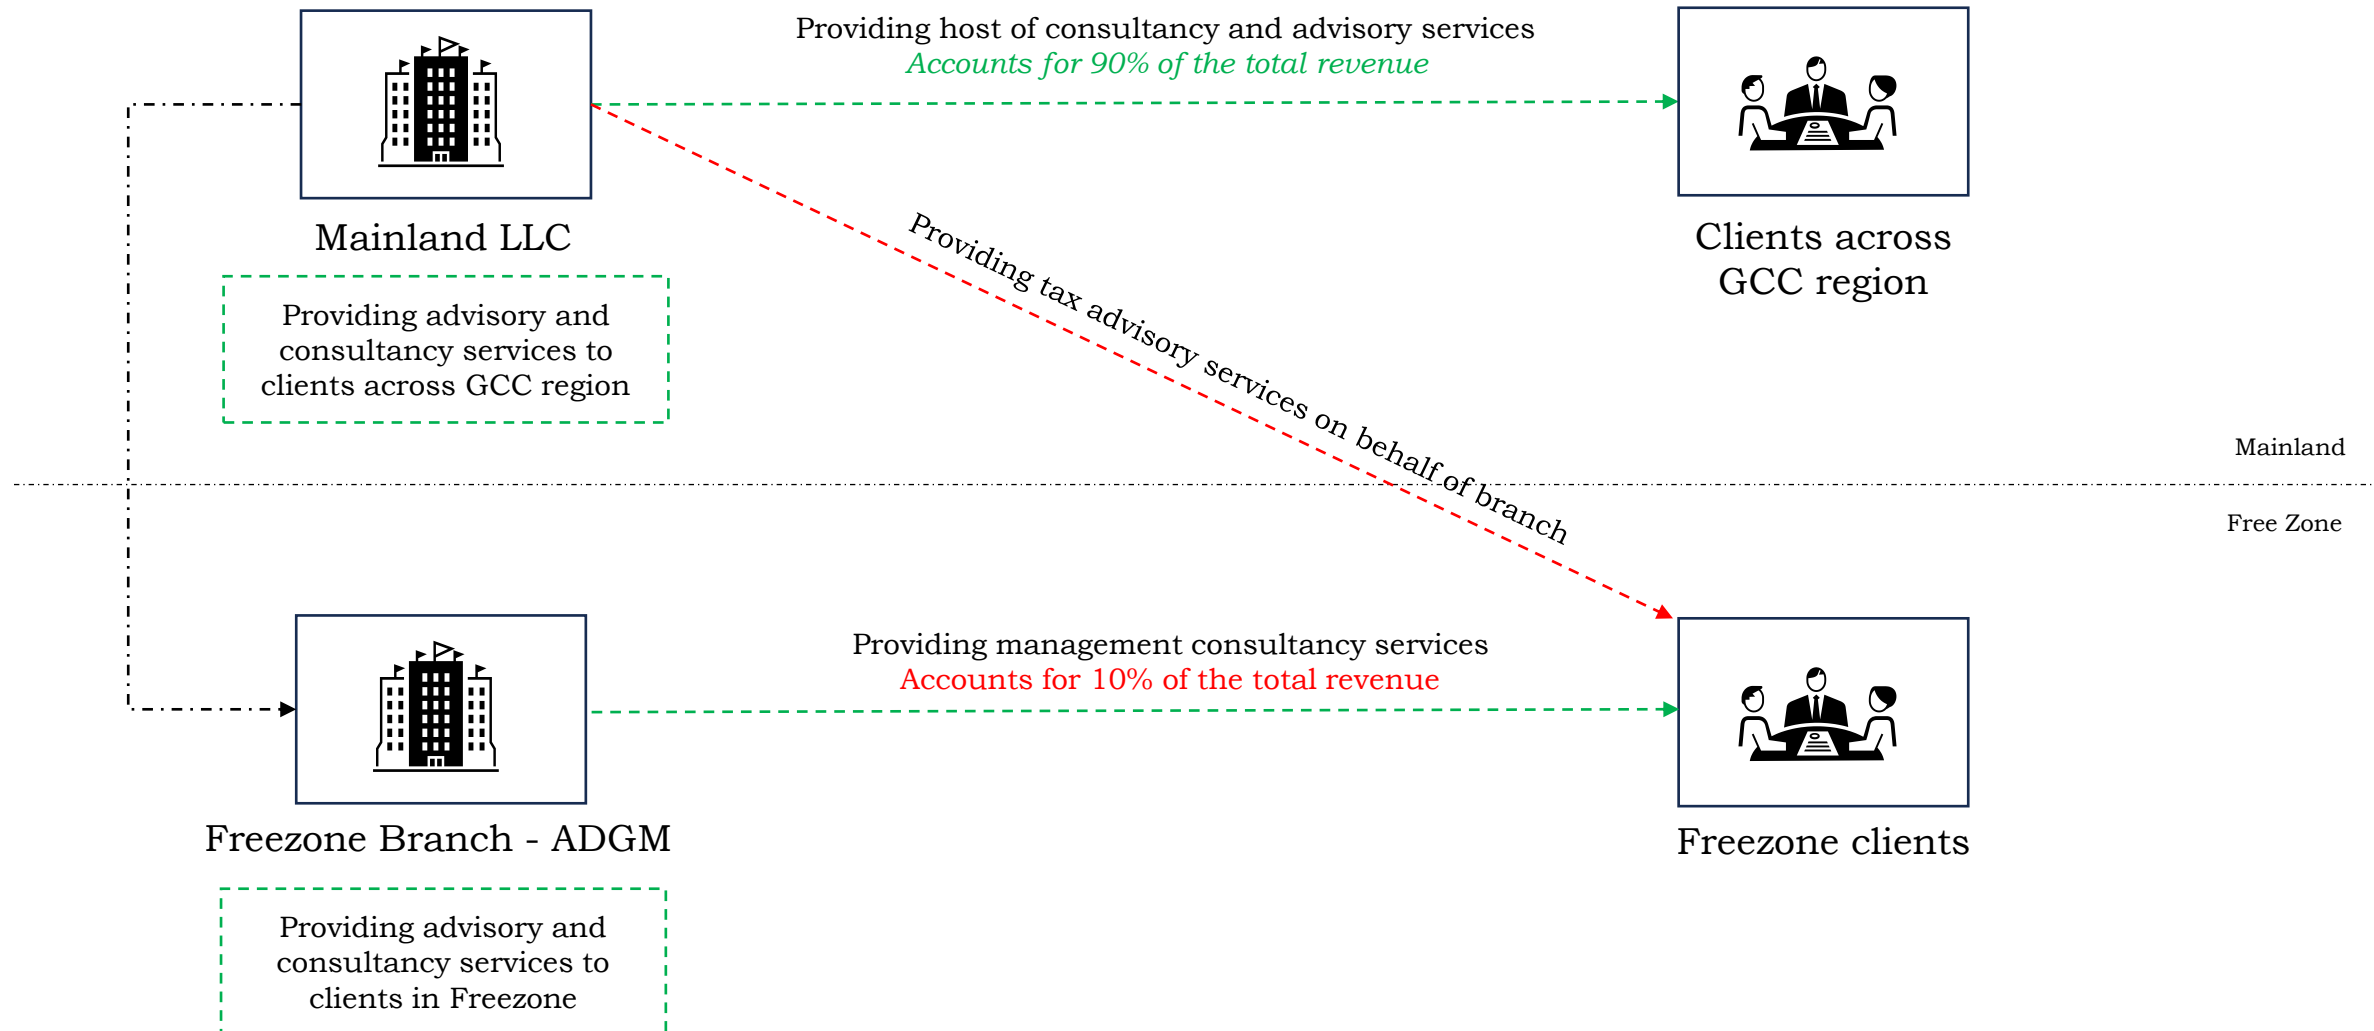 Providing host of consultancy and advisory services
Accounts for 90% of the total revenue
Mainland LLC
Clients across
GCC region
Providing advisory and
consultancy services to
clients across GCC region
Providing tax advisory services on behalf of branch
Mainland
Free Zone
Providing management consultancy services
Accounts for 10% of the total revenue
Freezone Branch - ADGM
Freezone clients
Providing advisory and
consultancy services to
clients in Freezone